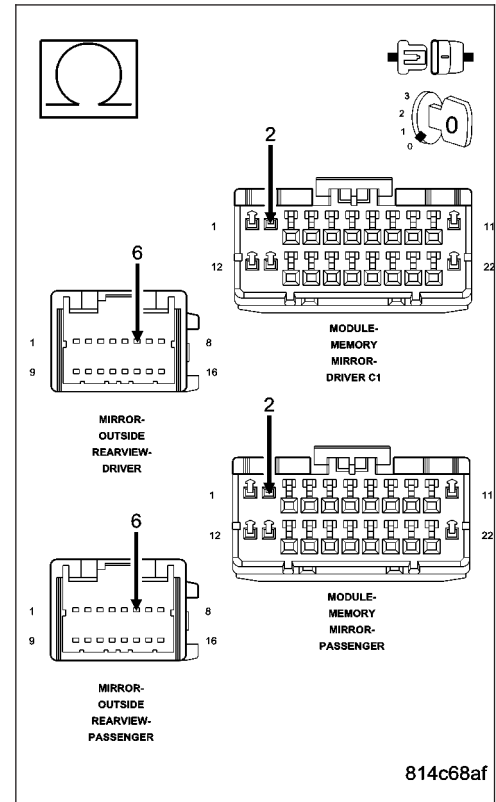 3
2
1
0
0
2
1
11
12
22
MODULE-
MEMORY
MIRROR-
DRIVER C1
6
1
8
9
16
MIRROR-
OUTSIDE
REARVIEW-
DRIVER
2
1
11
12
22
MODULE-
MEMORY
MIRROR-
PASSENGER
6
1
8
9
16
MIRROR-
OUTSIDE
REARVIEW-
PASSENGER
814c68af